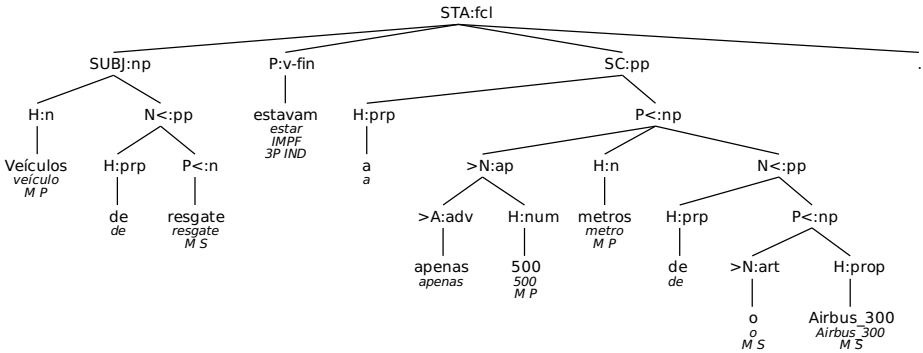 STA:fcl
SUBJ:np P:v-fin SC:pp .
H:n N<:pp estavam H:prp P<:np
estar
IMPF
3P IND
Veículos H:prp P<:n a >N:ap H:n N<:pp
veículo a
M P
de resgate >A:adv H:num metros H:prp P<:np
de resgate metro
M S M P
apenas 500 de >N:art H:prop
apenas 500 de
M P
o Airbus_300
o Airbus_300
M S M S